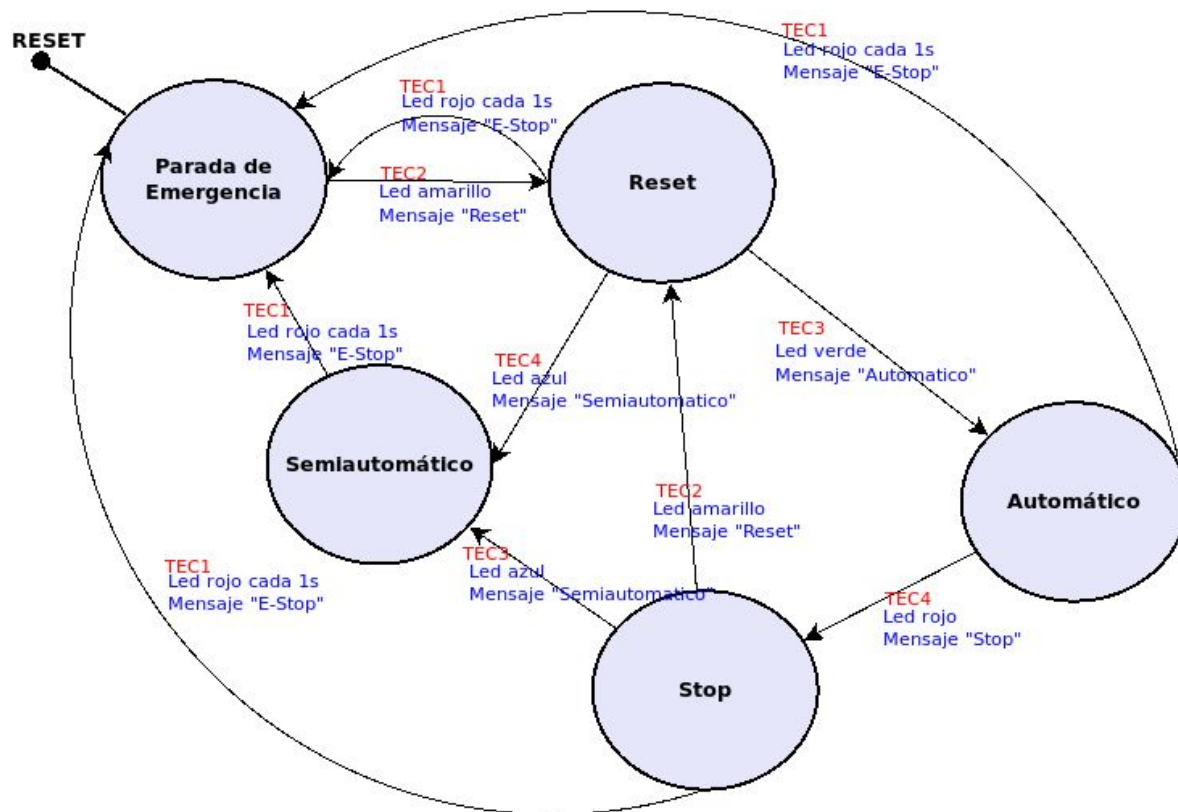 RESET
TEC1
Led rojo cada 1s
Mensaje "E-Stop"
TEC1
Led rojo cada 1s
Mensaje "E-Stop"
Parada de
Emergencia
TEC2
Led amarillo
Mensaje "Reset"
Reset
TEC1
Led rojo cada 1s
Mensaje "E-Stop"
TEC4
Led azul
Mensaje "Semiautomatico"
TEC3
Led verde
Mensaje "Automatico"
Semiautomático
Automático
TEC2
Led amarillo
Mensaje "Reset"
TEC3
Led azul
Mensaje "Semiautomatico"
TEC1
Led rojo cada 1s
Mensaje "E-Stop"
TEC4
Led rojo
Mensaje "Stop"
Stop